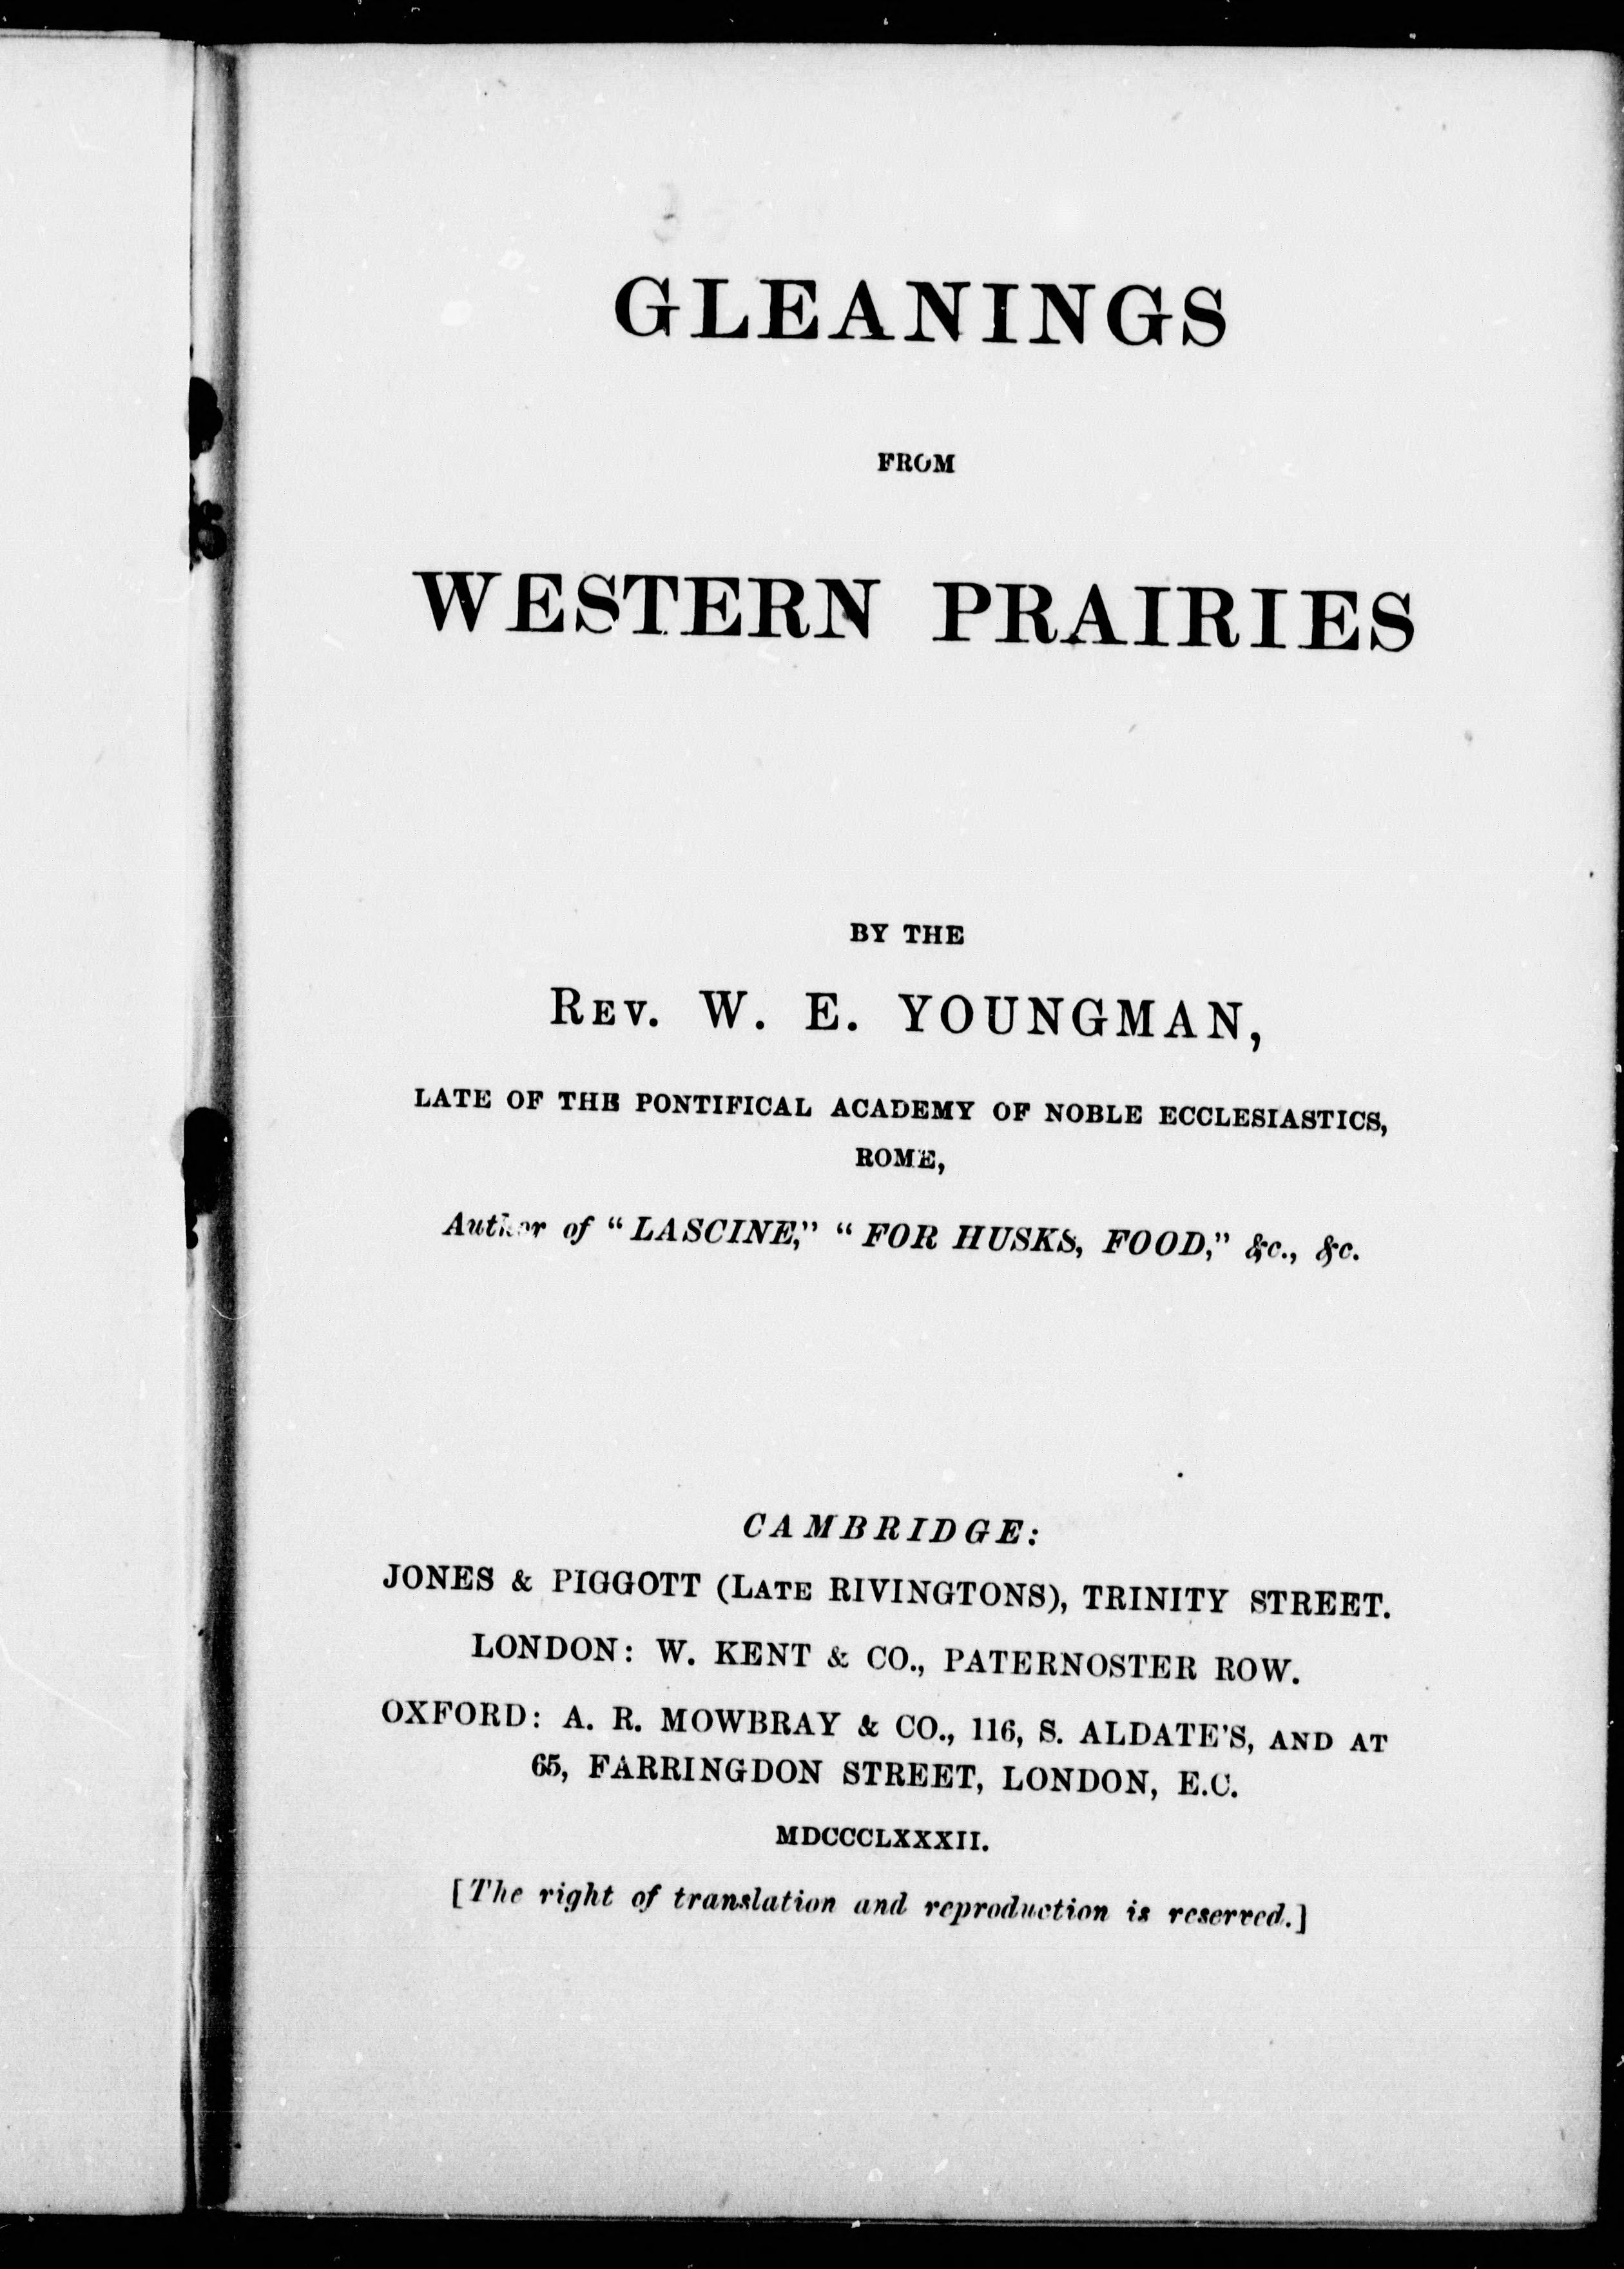 GLEANINGS
FROM
WESTERN PRAIRIES
BY THE
REV. W. E. YOUNGMAN,
LATE OF THE PONTIFICAL ACADEMY OF NOBLE ECCLESIASTICS,
ROME,
Author of "LASCINE," "FOR HUSKS, FOOD," &c., &c.
CAMBRIDGE:
JONES & PIGGOTT (LATE RIVINGTONS), TRINITY STREET.
LONDON: W. KENT & CO., PATERNOSTER ROW.
OXFORD: A. R. MOWBRAY & CO., 116, S. ALDATE'S, AND AT
65, FARRINGDON STREET, LONDON, E.C.
MDCCCLXXXII.
[The right of translation and reproduction is reserved.]